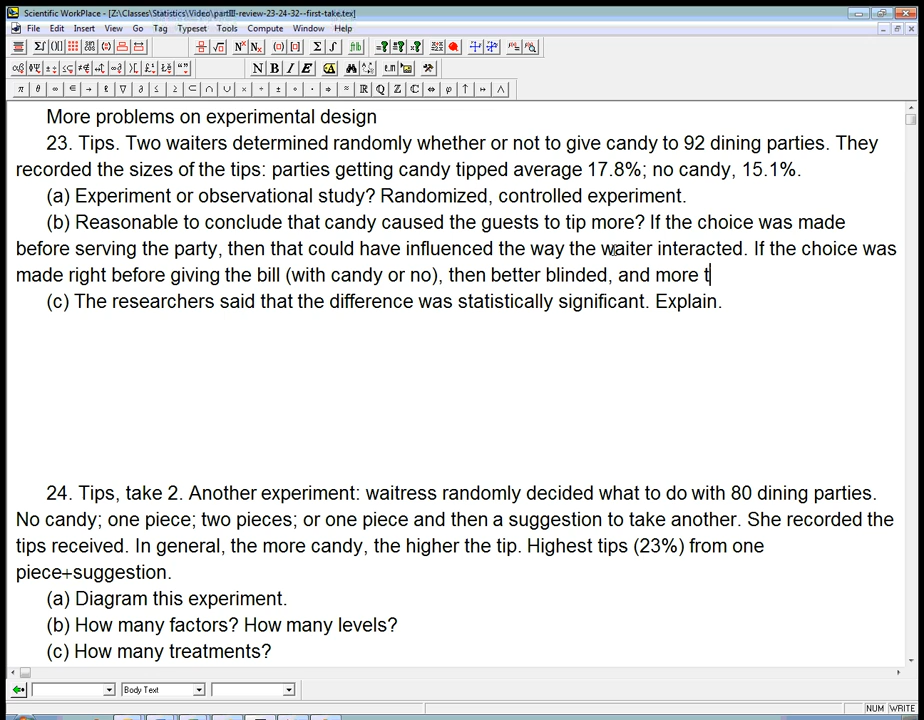 Scientific WorkPlace - [Z:\Classes\Statistics\Video\partIII-review-23-24-32--first-take.tex]
File Edit Insert View Go Tag Typeset Tools Compute Window Help
More problems on experimental design
23. Tips. Two waiters determined randomly whether or not to give candy to 92 dining parties. They
recorded the sizes of the tips: parties getting candy tipped average 17.8%; no candy, 15.1%.
(a) Experiment or observational study? Randomized, controlled experiment.
(b) Reasonable to conclude that candy caused the guests to tip more? If the choice was made
before serving the party, then that could have influenced the way the waiter interacted. If the choice was
made right before giving the bill (with candy or no), then better blinded, and more t
(c) The researchers said that the difference was statistically significant. Explain.
24. Tips, take 2. Another experiment: waitress randomly decided what to do with 80 dining parties.
No candy; one piece; two pieces; or one piece and then a suggestion to take another. She recorded the
tips received. In general, the more candy, the higher the tip. Highest tips (23%) from one
piece+suggestion.
(a) Diagram this experiment.
(b) How many factors? How many levels?
(c) How many treatments?
Body Text
NUM WRITE